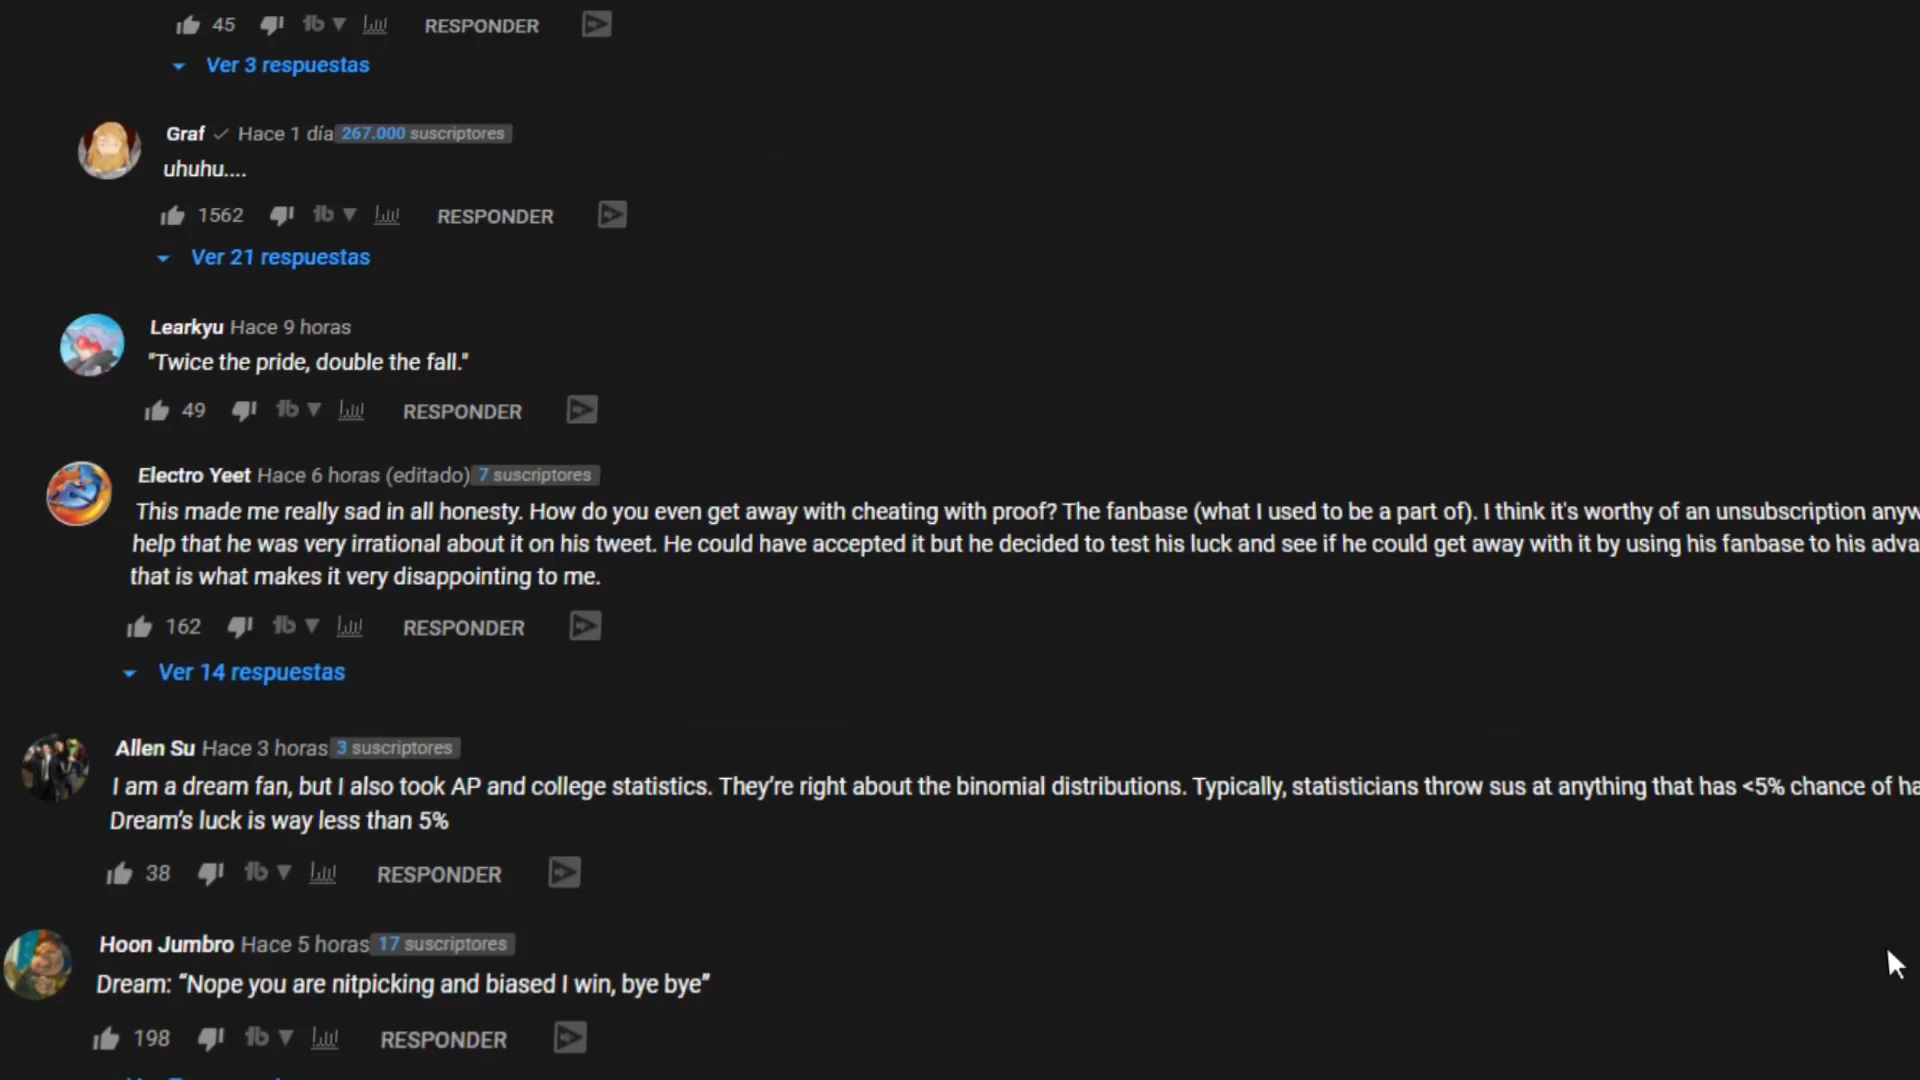 45 RESPONDER
Ver 3 respuestas
Graf Hace 1 día 267.000 suscriptores
uhuhu....
1562 RESPONDER
Ver 21 respuestas
Learkyu Hace 9 horas
"Twice the pride, double the fall."
49 RESPONDER
Electro Yeet Hace 6 horas (editado) 7 suscriptores
This made me really sad in all honesty. How do you even get away with cheating with proof? The fanbase (what I used to be a part of). I think it's worthy of an unsubscription
help that he was very irrational about it on his tweet. He could have accepted it but he decided to test his luck and see if he could get away with it by using his fanbase to his
that is what makes it very disappointing to me.
162 RESPONDER
Ver 14 respuestas
Allen Su Hace 3 horas 3 suscriptores
I am a dream fan, but I also took AP and college statistics. They’re right about the binomial distributions. Typically, statisticians throw sus at anything that has <5% chance of
Dream’s luck is way less than 5%
38 RESPONDER
Hoon Jumbro Hace 5 horas 17 suscriptores
Dream: “Nope you are nitpicking and biased I win, bye bye”
198 RESPONDER